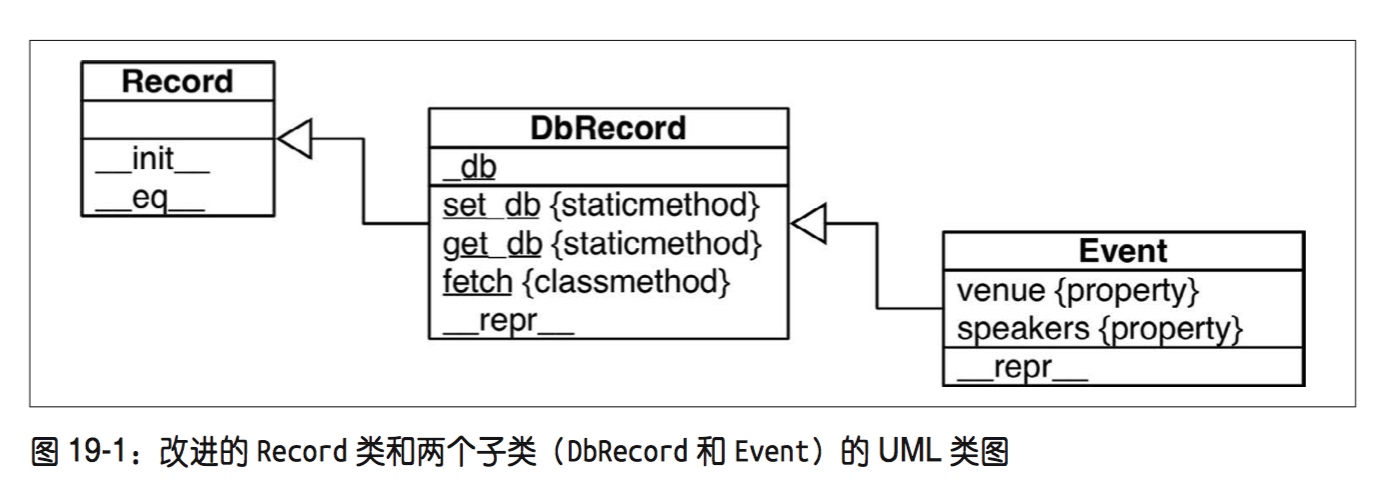 Record
__init__
__eq__
DbRecord
_db
set_db {staticmethod}
get_db {staticmethod}
fetch {classmethod}
__repr__
Event
venue {property}
speakers {property}
__repr__
图 19-1：改进的 Record 类和两个子类（DbRecord 和 Event）的 UML 类图